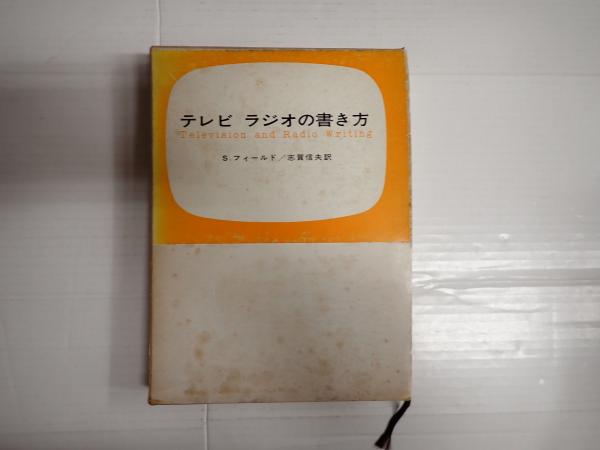 テレビ ラジオの書き方
Television and Radio Writing
S.フィールド／志賀信夫訳